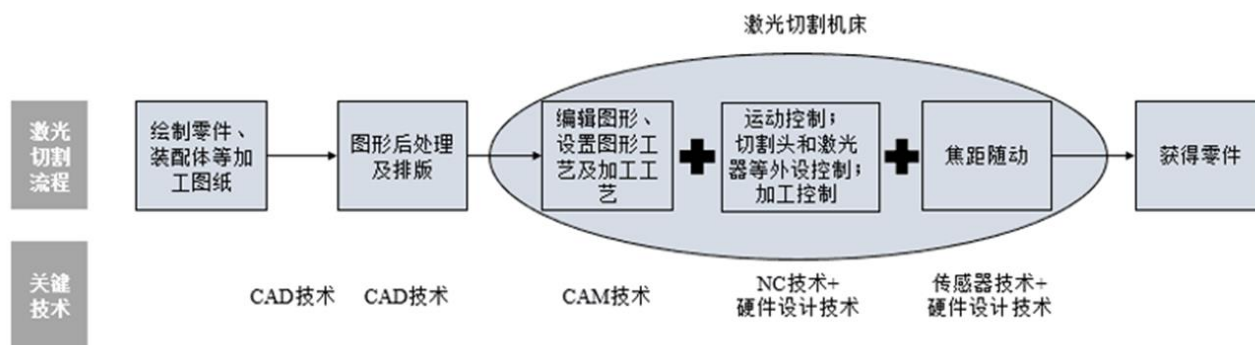 激光切割机床
激光
切割
流程
绘制零件、
装配体等加
工图纸
图形后处理
及排版
编辑图形、
设置图形工
艺及加工工
艺
运动控制；
切割头和激光
器等外设控制；
加工控制
焦距随动
获得零件
关键
技术
CAD技术
CAD技术
CAM技术
NC技术+
硬件设计技术
传感器技术+
硬件设计技术